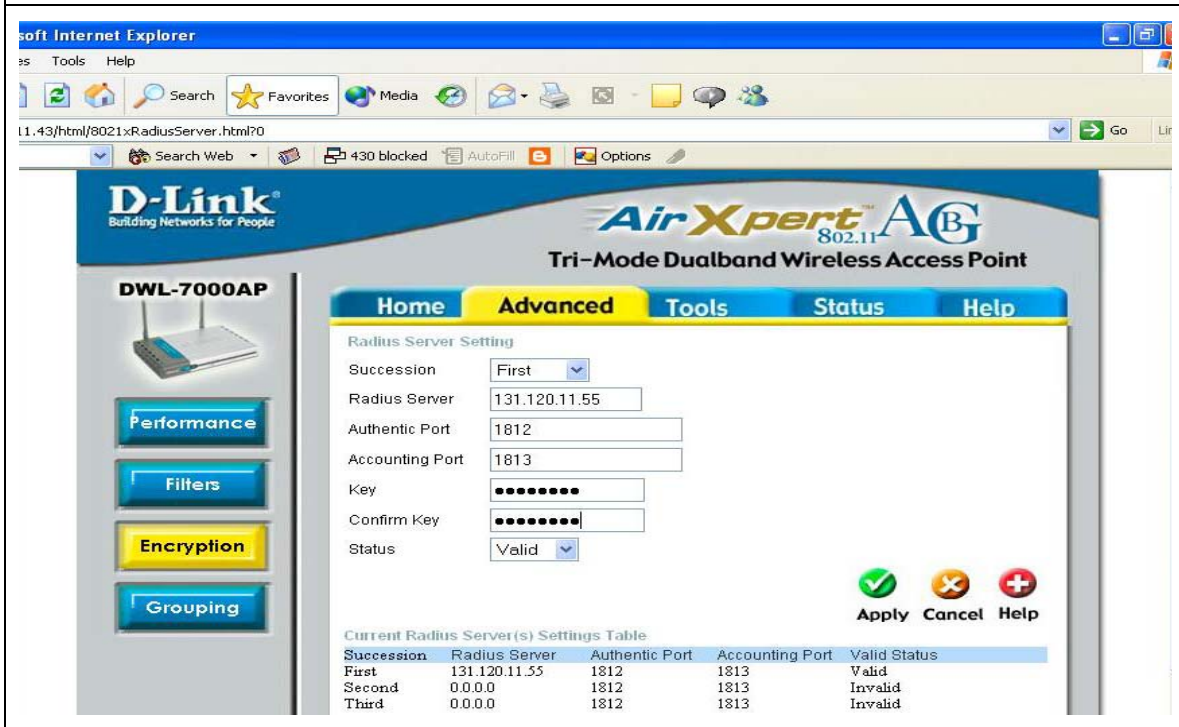 soft Internet Explorer
es Tools Help
Search Favorites Media
11.43/html/8021xRadiusServer.html?0 Go
Search Web 430 blocked AutoFill Options
D-Link
Building Networks for People
Air Xpert™ ABG
802.11
Tri-Mode Dualband Wireless Access Point
DWL-7000AP
Home Advanced Tools Status Help
Performance
Filters
Encryption
Grouping
Radius Server Setting
Succession First
Radius Server 131.120.11.55
Authentic Port 1812
Accounting Port 1813
Key ●●●●●●●●
Confirm Key ●●●●●●●●
Status Valid
Apply Cancel Help
Current Radius Server(s) Settings Table
Succession Radius Server Authentic Port Accounting Port Valid Status
First 131.120.11.55 1812 1813 Valid
Second 0.0.0.0 1812 1813 Invalid
Third 0.0.0.0 1812 1813 Invalid